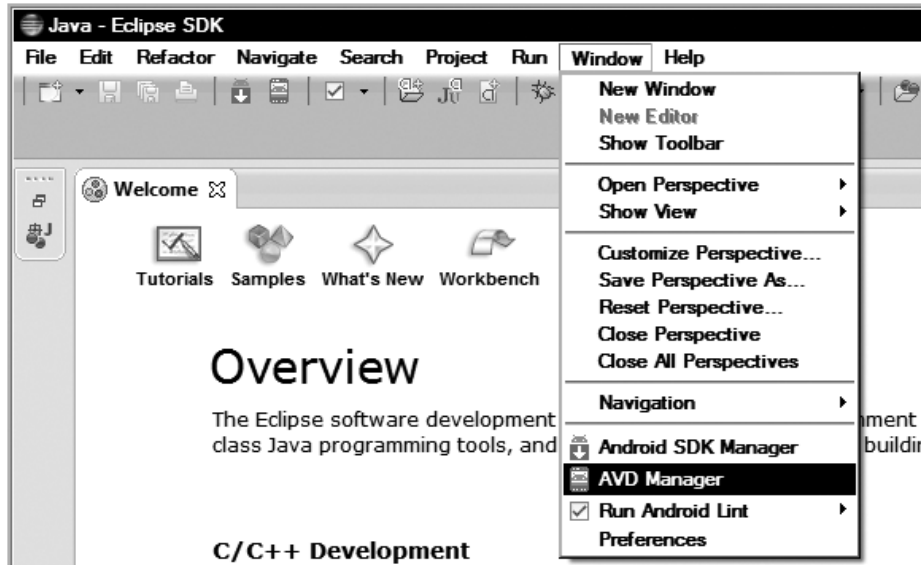 Java - Eclipse SDK
File Edit Refactor Navigate Search Project Run Window Help
New Window
New Editor
Show Toolbar
Open Perspective
Show View
Customize Perspective...
Save Perspective As...
Reset Perspective...
Close Perspective
Close All Perspectives
Navigation
Android SDK Manager
AVD Manager
Run Android Lint
Preferences
Welcome
Tutorials Samples What's New Workbench
Overview
The Eclipse software development
class Java programming tools, and
C/C++ Development